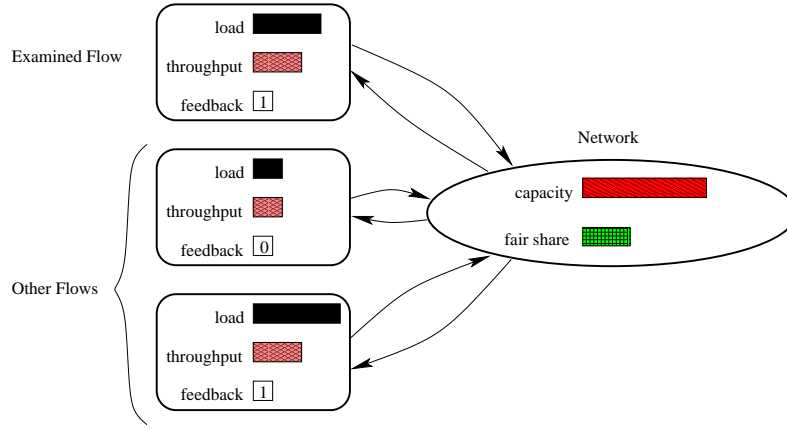 Examined Flow
load
throughput
feedback 1
Network
load
throughput
feedback 0
capacity
fair share
Other Flows
load
throughput
feedback 1